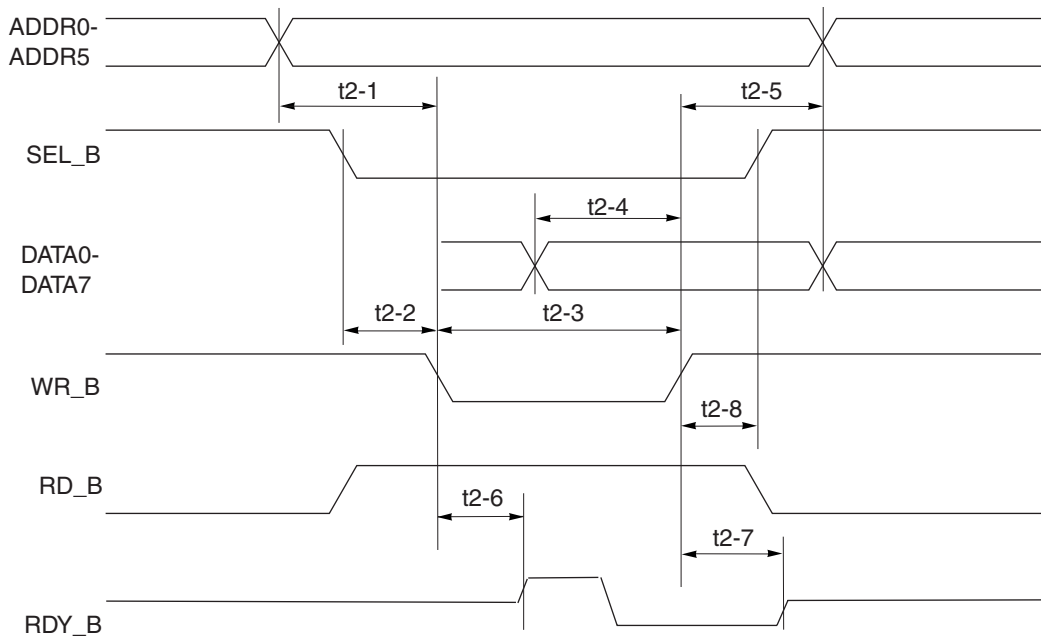 ADDR0-
ADDR5
t2-1
t2-5
SEL_B
t2-4
DATA0-
DATA7
t2-2
t2-3
WR_B
t2-8
RD_B
t2-6
t2-7
RDY_B